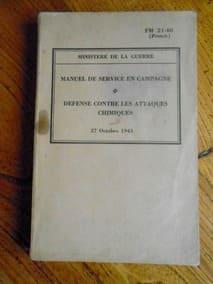 FM 21-40
(French)
MINISTERE DE LA GUERRE
MANUEL DE SERVICE EN CAMPAGNE
DEFENSE CONTRE LES ATTAQUES
CHIMIQUES
27 Octobre 1943